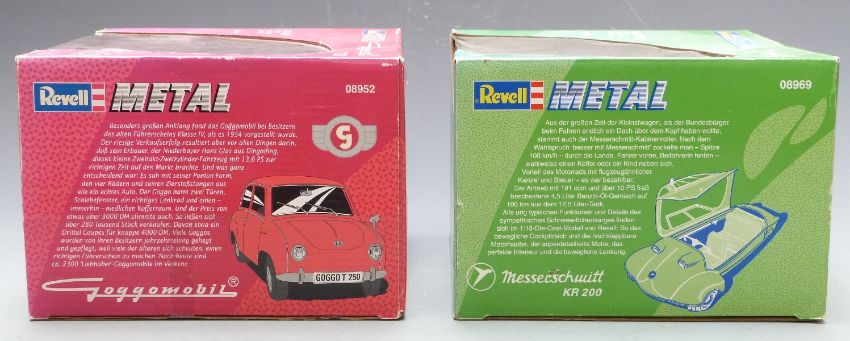 Revell
METAL
08952
Besonders großen Anklang fand das Goggomobil bei Besitzern
des alten Führerscheins Klasse IV, als es 1954 vorgestellt wurde.
Der riesige Verkaufserfolg resultiert aber vor allen Dingen darin,
daß sein Erbauer, der Niederbayer Hans Glas aus Dingolfing,
dieses kleine Zweitakt-Zweizylinder-Fahrzeug mit 13,6 PS zur
richtigen Zeit auf den Markt brachte. Und was ganz
entscheidend war: Es sah mit seiner Ponton-Form,
den vier Rädern und seinen Zierstoßstangen aus
wie ein echtes Auto. Der Goggo hatte zwei Türen,
Schiebefenster, ein richtiges Lenkrad und einen –
immerhin – niedlichen Kofferraum. Und der Preis von
etwas über 3000 DM stimmte auch. So ließen sich
über 280 tausend Stück verkaufen. Davon etwa ein
Drittel Coupés für knappe 4000 DM. Viele Goggos
wurden von ihren Besitzern jahrzehntelang gehegt
und gepflegt, weil viele der älteren sich scheuten, einen
richtigen Führerschein zu machen. Noch heute sind
ca. 2300 'Liebhaber'-Goggomobile im Verkehr.
G
GOGGO T 250
Goggomobil®
Revell
METAL
08969
Aus der großen Zeit der Kleinstwagen, als die Bundesbürger
beim Fahren endlich ein Dach über dem Kopf haben wollte,
stammt auch der Messerschmitt-Kabinenroller. Nach dem
Wahlspruch 'besser mit Messerschmitt' zockelte man – Spitze
100 km/h – durch die Lande. Fahrer vorne, Beifahrerin hinten –
wahlweise einen Koffer oder ein Kind neben sich.
Vorteil des Motorrads mit flugzeugähnlicher
Kanzel und Steuer – es war bezahlbar.
Der Antrieb mit 191 ccm und über 10 PS fraß
bescheidene 4,5 Liter Benzin-Öl-Gemisch auf
100 km aus dem 12,5 Liter-Tank.
Alle urig typischen Funktionen und Details des
sympathischen Schneewittchensarges finden
sich im 1:18-Die-Cast-Modell von Revell: So das
bewegliche Cockpitdach und die hochklappbare
Motorhaube, der superdetaillierte Motor, das
perfekte Interieur und die bewegliche Lenkung.
Messerschmitt
KR 200